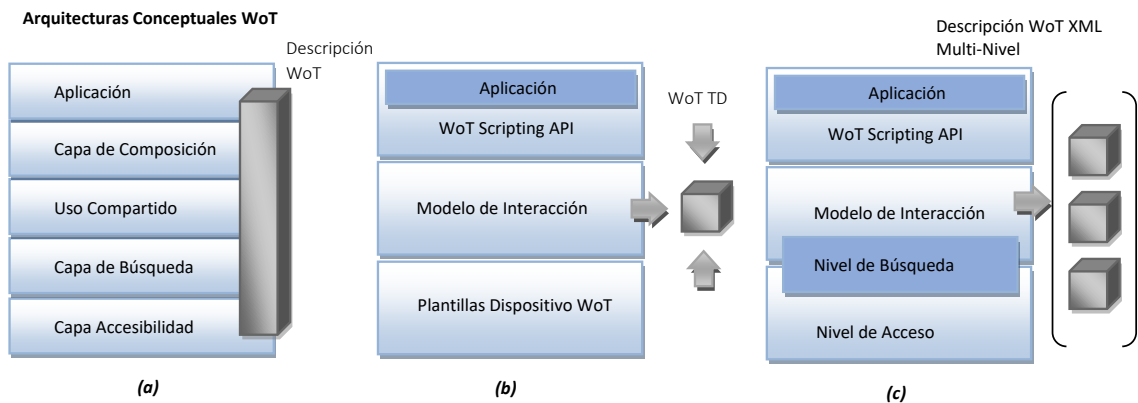 Arquitecturas Conceptuales WoT
Descripción
WoT
Aplicación
Capa de Composición
Uso Compartido
Capa de Búsqueda
Capa Accesibilidad
(a)
Aplicación
WoT Scripting API
Modelo de Interacción
Plantillas Dispositivo WoT
WoT TD
(b)
Descripción WoT XML
Multi-Nivel
Aplicación
WoT Scripting API
Modelo de Interacción
Nivel de Búsqueda
Nivel de Acceso
(c)